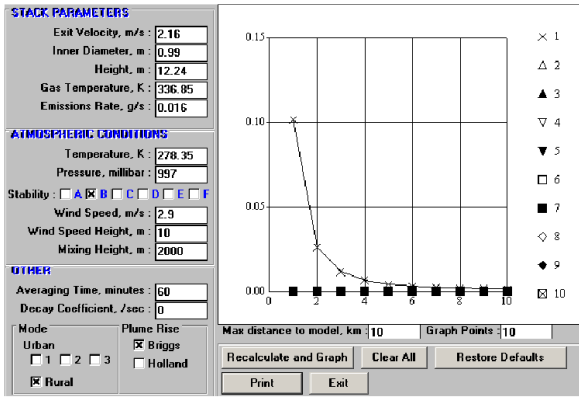 STACK PARAMETERS
Exit Velocity, m/s : 2.16
Inner Diameter, m : 0.99
Height, m : 12.24
Gas Temperature, K : 336.85
Emissions Rate, g/s : 0.016
ATMOSPHERIC CONDITIONS
Temperature, K : 278.35
Pressure, millibar : 997
Stability : A B C D E F
Wind Speed, m/s : 2.9
Wind Speed Height, m : 10
Mixing Height, m : 2000
OTHER
Averaging Time, minutes : 60
Decay Coefficient, /sec : 0
Mode
Urban
1 2 3
Rural
Plume Rise
Briggs
Holland
0.15
0.10
0.05
0.00
0 2 4 6 8 10
1
2
3
4
5
6
7
8
9
10
Max distance to model, km : 10 Graph Points : 10
Recalculate and Graph Clear All Restore Defaults
Print Exit